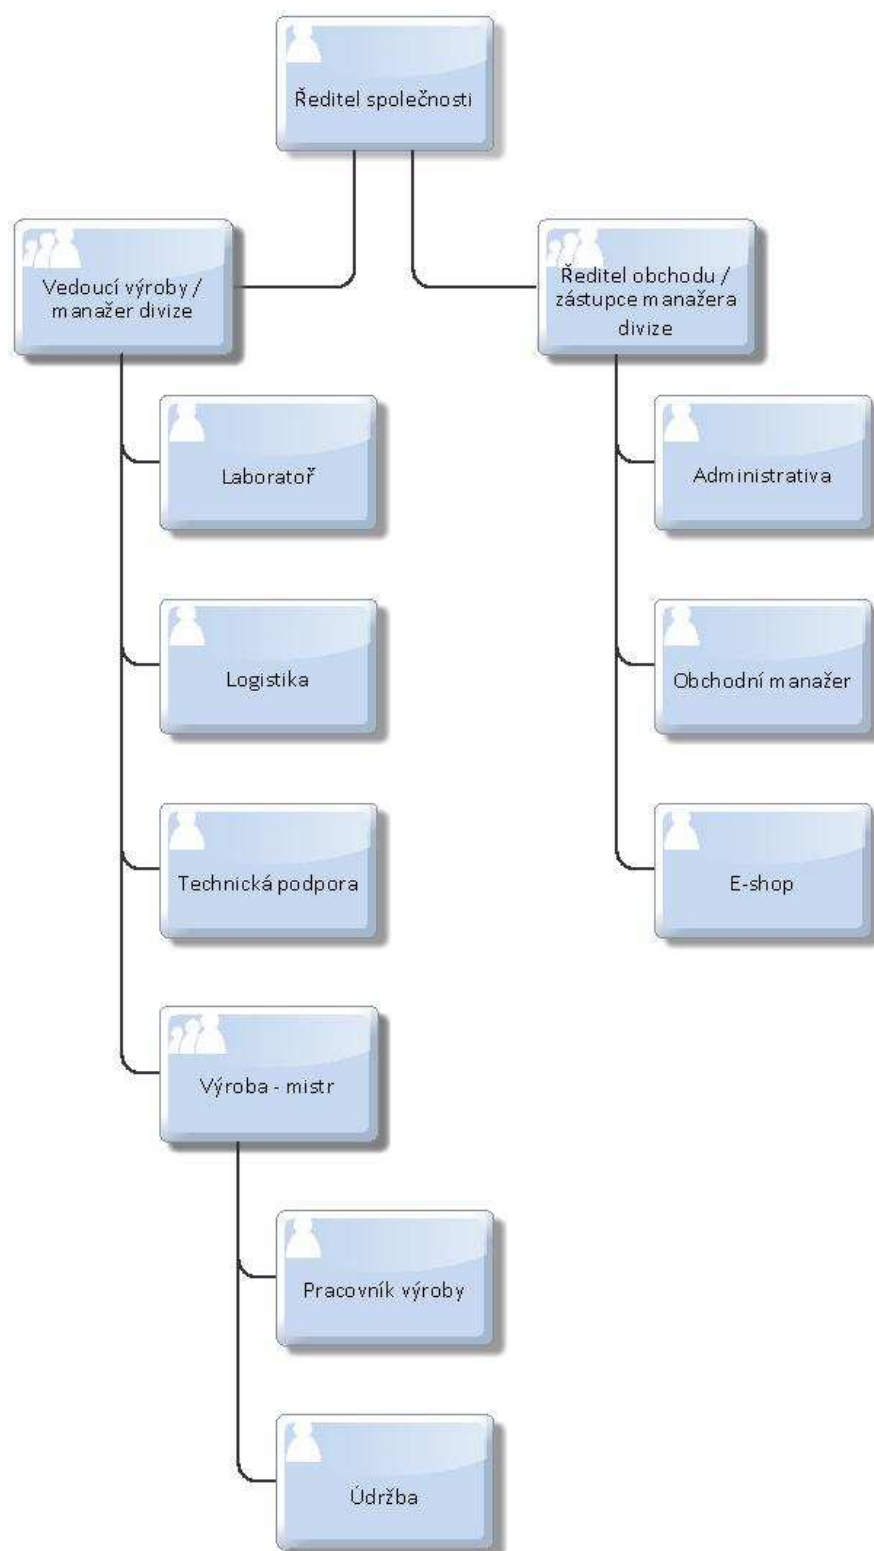 Ředitel společnosti
Vedoucí výroby /
manažer divize
Ředitel obchodu /
zástupce manažera
divize
Laboratoř
Administrativa
Logistika
Obchodní manažer
Technická podpora
E-shop
Výroba - mistr
Pracovník výroby
Údržba